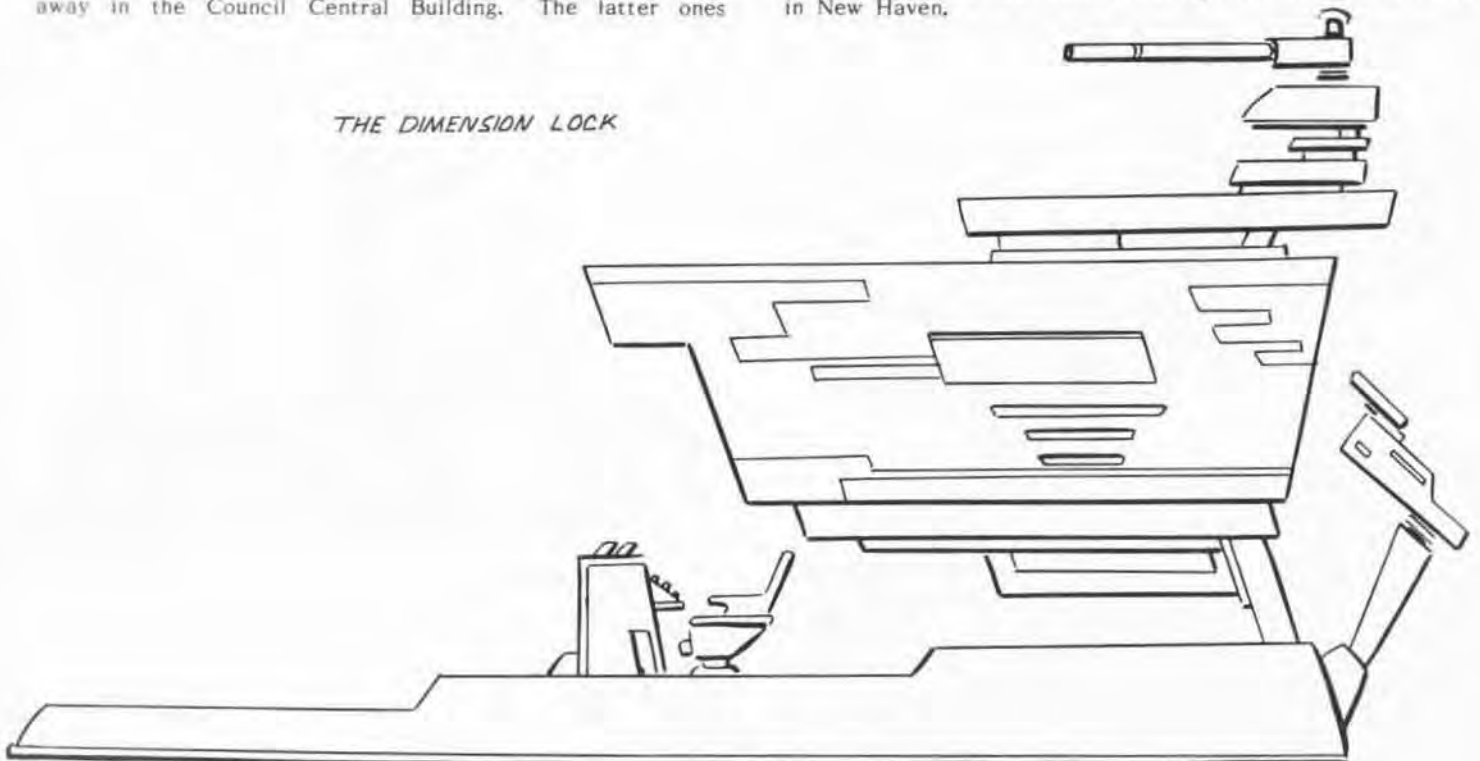 away in the Council Central Building. The latter ones
in New Haven.
THE DIMENSION LOCK